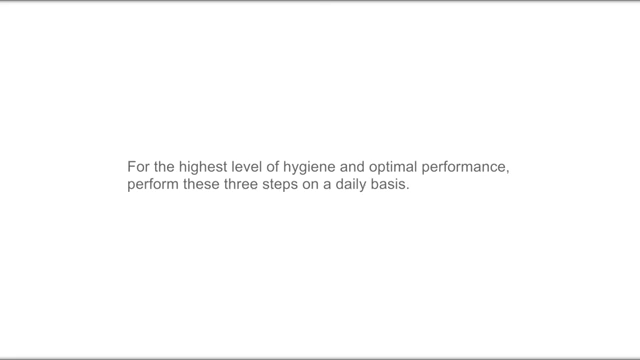 For the highest level of hygiene and optimal performance,
perform these three steps on a daily basis.